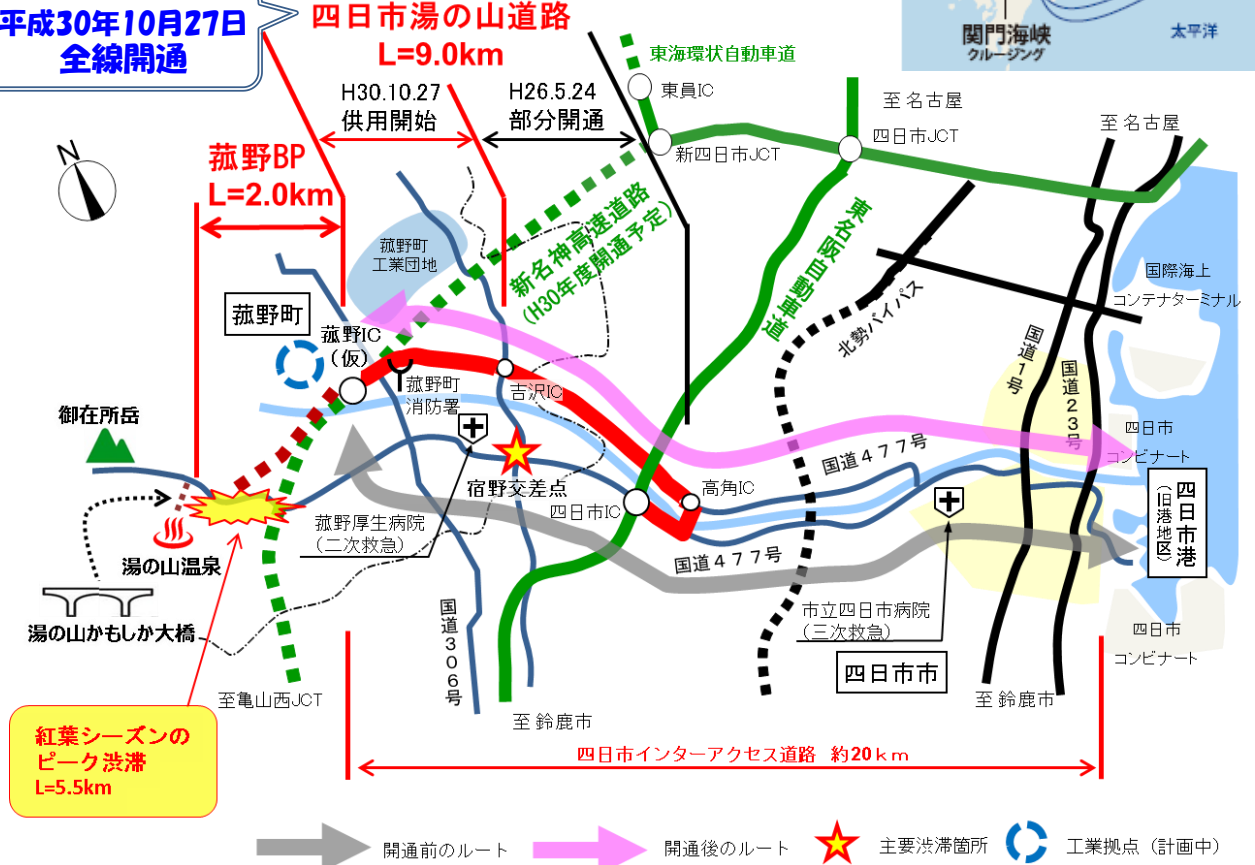 平成30年10月27日
全線開通
四日市湯の山道路
L=9.0km
関門海峡
クルージング
太平洋
H30.10.27
供用開始
H26.5.24
部分開通
東海環状自動車道
東員IC
至名古屋
四日市JCT
新四日市JCT
至名古屋
N
菰野BP
L=2.0km
菰野町
工業団地
新名神高速道路
(H30年度開通予定)
東名阪自動車道
北勢バイパス
国際海上
コンテナターミナル
国道1号
国道23号
菰野町
菰野IC
(仮)
菰野町
消防署
吉沢IC
御在所岳
宿野交差点
国道477号
四日市
コンビナート
四日市港
(旧港地区)
高角IC
四日市IC
菰野厚生病院
(二次救急)
国道477号
湯の山温泉
湯の山かもしか大橋
国道306号
市立四日市病院
(三次救急)
四日市市
四日市
コンビナート
至亀山西JCT
至鈴鹿市
至鈴鹿市
紅葉シーズンの
ピーク渋滞
L=5.5km
四日市インターアクセス道路 約20km
開通前のルート
開通後のルート
主要渋滞箇所
工業拠点(計画中)